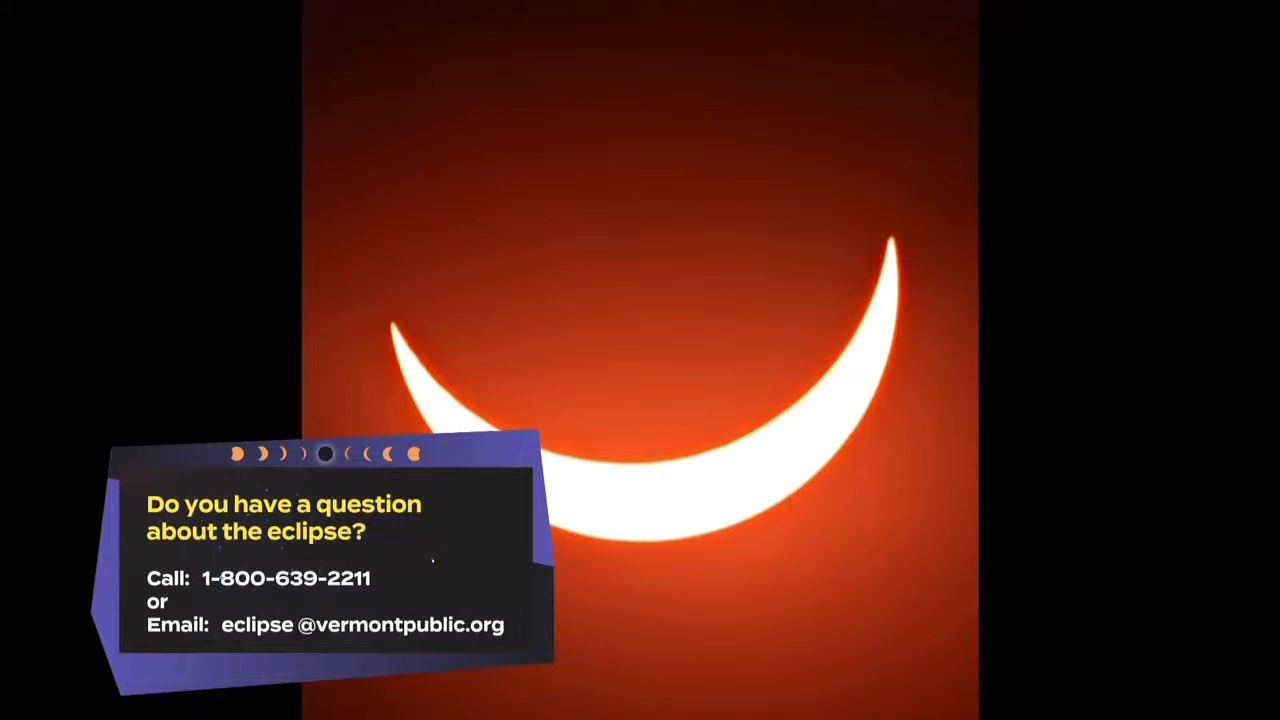 Do you have a question
about the eclipse?
Call: 1-800-639-2211
or
Email: eclipse @vermontpublic.org